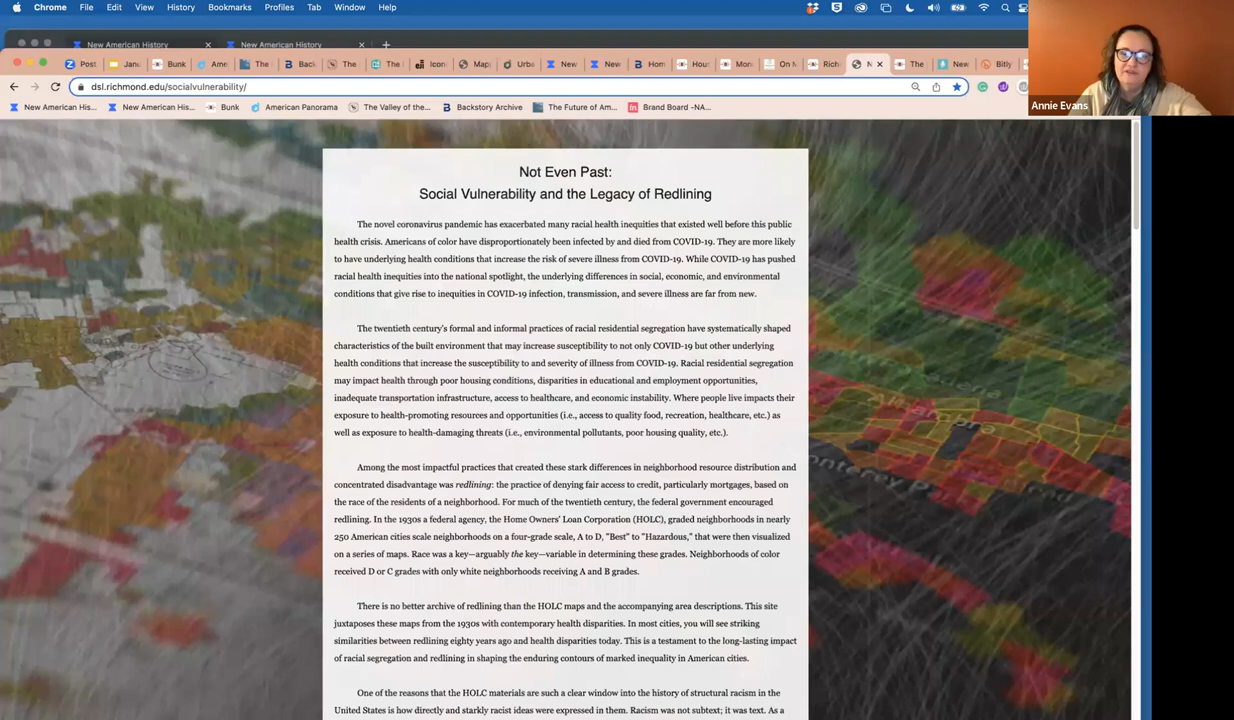 Chrome File Edit View History Bookmarks Profiles Tab Window Help
New American History × New American History × +
Post Janu Bunk Ame The Back The The Icon Map Urba New New Hom Hous Mon On N Rich N × The New Bitly
dsl.richmond.edu/socialvulnerability/
Annie Evans
New American His... New American His... Bunk American Panorama The Valley of the... Backstory Archive The Future of Am... Brand Board -NA...
Not Even Past:
Social Vulnerability and the Legacy of Redlining
The novel coronavirus pandemic has exacerbated many racial health inequities that existed well before this public
health crisis. Americans of color have disproportionately been infected by and died from COVID-19. They are more likely
to have underlying health conditions that increase the risk of severe illness from COVID-19. While COVID-19 has pushed
racial health inequities into the national spotlight, the underlying differences in social, economic, and environmental
conditions that give rise to inequities in COVID-19 infection, transmission, and severe illness are far from new.
The twentieth century's formal and informal practices of racial residential segregation have systematically shaped
characteristics of the built environment that may increase susceptibility to not only COVID-19 but other underlying
health conditions that increase the susceptibility to and severity of illness from COVID-19. Racial residential segregation
may impact health through poor housing conditions, disparities in educational and employment opportunities,
inadequate transportation infrastructure, access to healthcare, and economic instability. Where people live impacts their
exposure to health-promoting resources and opportunities (i.e., access to quality food, recreation, healthcare, etc.) as
well as exposure to health-damaging threats (i.e., environmental pollutants, poor housing quality, etc.).
Among the most impactful practices that created these stark differences in neighborhood resource distribution and
concentrated disadvantage was redlining: the practice of denying fair access to credit, particularly mortgages, based on
the race of the residents of a neighborhood. For much of the twentieth century, the federal government encouraged
redlining. In the 1930s a federal agency, the Home Owners' Loan Corporation (HOLC), graded neighborhoods in nearly
250 American cities scale neighborhoods on a four-grade scale, A to D, "Best" to "Hazardous," that were then visualized
on a series of maps. Race was a key—arguably the key—variable in determining these grades. Neighborhoods of color
received D or C grades with only white neighborhoods receiving A and B grades.
There is no better archive of redlining than the HOLC maps and the accompanying area descriptions. This site
juxtaposes these maps from the 1930s with contemporary health disparities. In most cities, you will see striking
similarities between redlining eighty years ago and health disparities today. This is a testament to the long-lasting impact
of racial segregation and redlining in shaping the enduring contours of marked inequality in American cities.
One of the reasons that the HOLC materials are such a clear window into the history of structural racism in the
United States is how directly and starkly racist ideas were expressed in them. Racism was not subtext; it was text. As a
Alhambra
Monterey Park